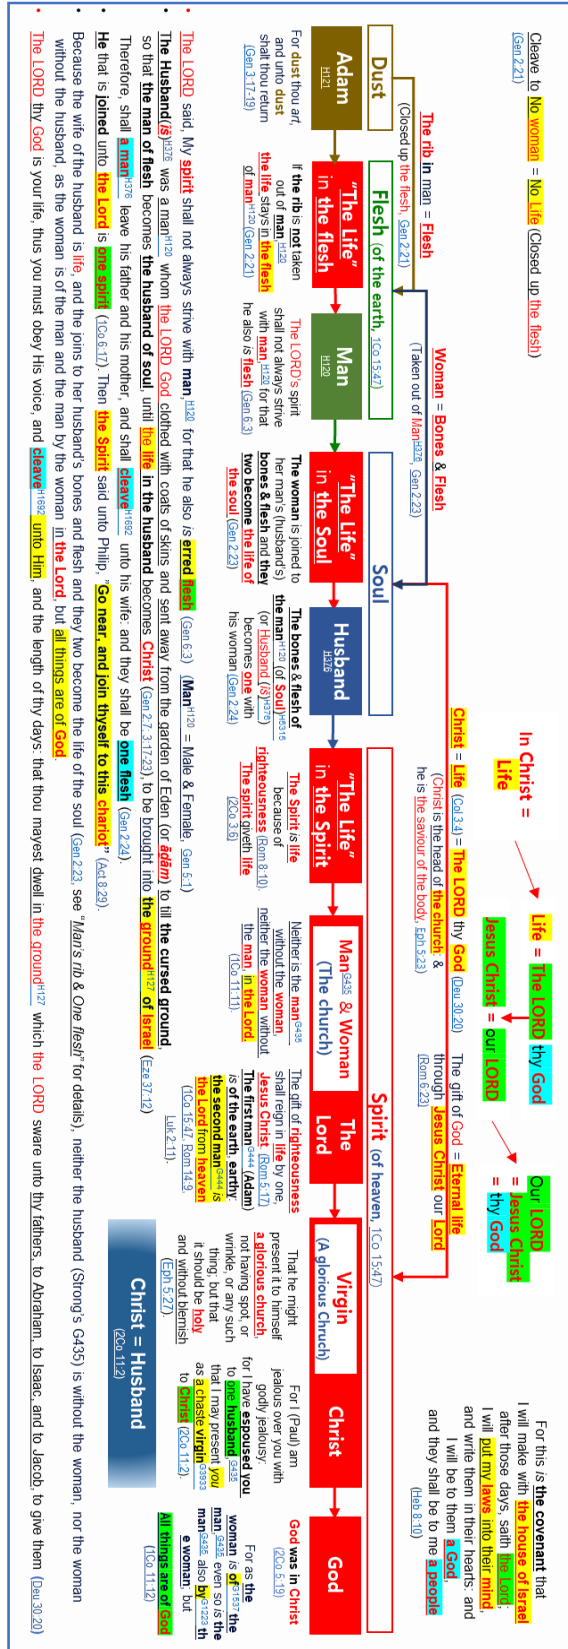 Cleave to No woman = No Life (Closed up the flesh)
(Gen 2:21)
In Christ =
Life
Life = The LORD thy God
Jesus Christ = our LORD
Our LORD
= Jesus Christ
= thy God
For this is the covenant that
I will make with the house of Israel
after those days, saith the Lord;
I will put my laws into their mind,
and write them in their hearts: and
I will be to them a God,
and they shall be to me a people
(Heb 8:10)
The rib in man = Flesh
(Closed up the flesh, Gen 2:21)
Woman = Bones & Flesh
(Taken out of Man H376, Gen 2:23)
Christ = Life (Col 3:4) = The LORD thy God (Deu 30:20)
(Christ is the head of the church: &
he is the saviour of the body, Eph 5:23)
The gift of God = Eternal life
through Jesus Christ our Lord
(Rom 6:23)
Dust
Flesh (of the earth, 1Co 15:47)
Soul
Spirit (of heaven, 1Co 15:47)
Adam
H121
"The Life"
in the flesh
Man
H120
"The Life"
in the Soul
Husband
H376
"The Life"
in the Spirit
Man G435 & Woman
(The church)
The
Lord
Virgin
(A glorious Chruch)
Christ
God
For dust thou art,
and unto dust
shalt thou return
(Gen 3:17-19)
If the rib is not taken
out of man, H120
the life stays in the flesh
of man H120 (Gen 2:21)
The LORD's spirit
shall not always strive
with man, H120 for that
he also is flesh (Gen 6:3)
The woman is joined to
her man's (husband's)
bones & flesh and they
two become the life of
the soul (Gen 2:23)
The bones & flesh of
the man H120 (of Soul) H5315
(or Husband (is) H376)
becomes one with
his woman (Gen 2:24)
The Spirit is life
because of
righteousness (Rom 8:10).
The spirit giveth life
(2Co 3:6)
Neither is the man G435
without the woman,
neither the woman without
the man, in the Lord.
(1Co 11:11).
The gift of righteousness
shall reign in life by one,
Jesus Christ (Rom 5:17)
The first man G444 (Adam)
is of the earth, earthy:
the second man G444 is
the Lord from heaven
(1Co 15:47, Rom 14:9.
Luk 2:11).
That he might
present it to himself
a glorious church,
not having spot, or
wrinkle, or any such
thing; but that
it should be holy
and without blemish
(Eph 5:27).
For I (Paul) am
jealous over you with
godly jealousy:
for I have espoused you
to one husband G435
that I may present you
as a chaste virgin G3933
to Christ (2Co 11:2).
God was in Christ
(2Co 5:19)
For as the
woman is of G1537 the
man, G435 even so is the
man G435 also by G1223 th
e woman; but
All things are of God
(1Co 11:12)
Christ = Husband
(2Co 11:2)
• The LORD said, My spirit shall not always strive with man, H120 for that he also is erred flesh (Gen 6:3) (Man H120 = Male & Female, Gen 5:1)
• The Husband(is) H376 was a man H120 whom the LORD God clothed with coats of skins and sent away from the garden of Eden (or ādām) to till the cursed ground,
so that the man of flesh becomes the husband of soul, until the life in the husband becomes Christ (Gen 2:7, 3:17-23), to be brought into the ground H127 of Israel (Eze 37:12)
Therefore, shall a man H376 leave his father and his mother, and shall cleave H1692 unto his wife: and they shall be one flesh (Gen 2:24).
• He that is joined unto the Lord is one spirit (1Co 6:17). Then the Spirit said unto Philip, "Go near, and join thyself to this chariot" (Act 8:29).
• Because the wife of the husband is life, and the joins to her husband's bones and flesh and they two become the life of the soul (Gen 2:23, see "Man's rib & One flesh" for details), neither the husband (Strong's G435) is without the woman, nor the woman
without the husband, as the woman is of the man and the man by the woman in the Lord, but all things are of God.
• The LORD thy God is your life, thus you must obey His voice, and cleave H1692 unto Him, and the length of thy days: that thou mayest dwell in the ground H127 which the LORD sware unto thy fathers, to Abraham, to Isaac, and to Jacob, to give them (Deu 30:20)